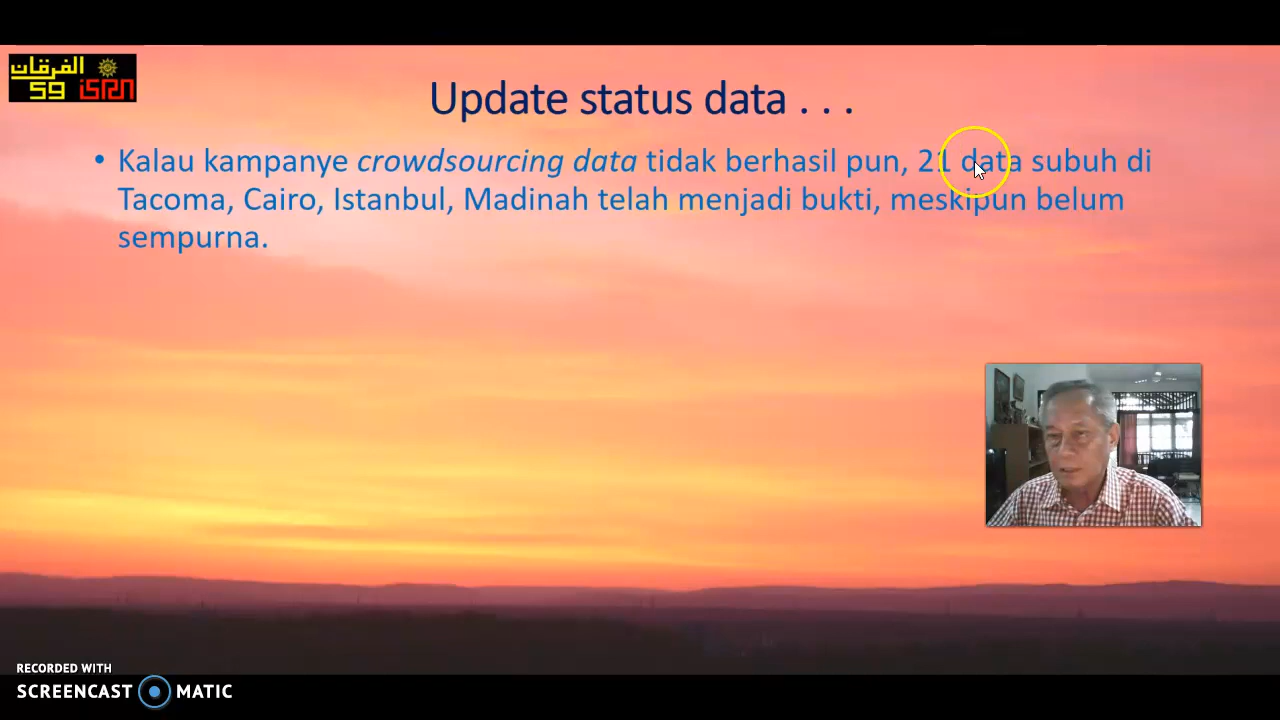 الفرقان
59 isrn
Update status data . . .
• Kalau kampanye crowdsourcing data tidak berhasil pun, 21 data subuh di
Tacoma, Cairo, Istanbul, Madinah telah menjadi bukti, meskipun belum
sempurna.
RECORDED WITH
SCREENCAST MATIC